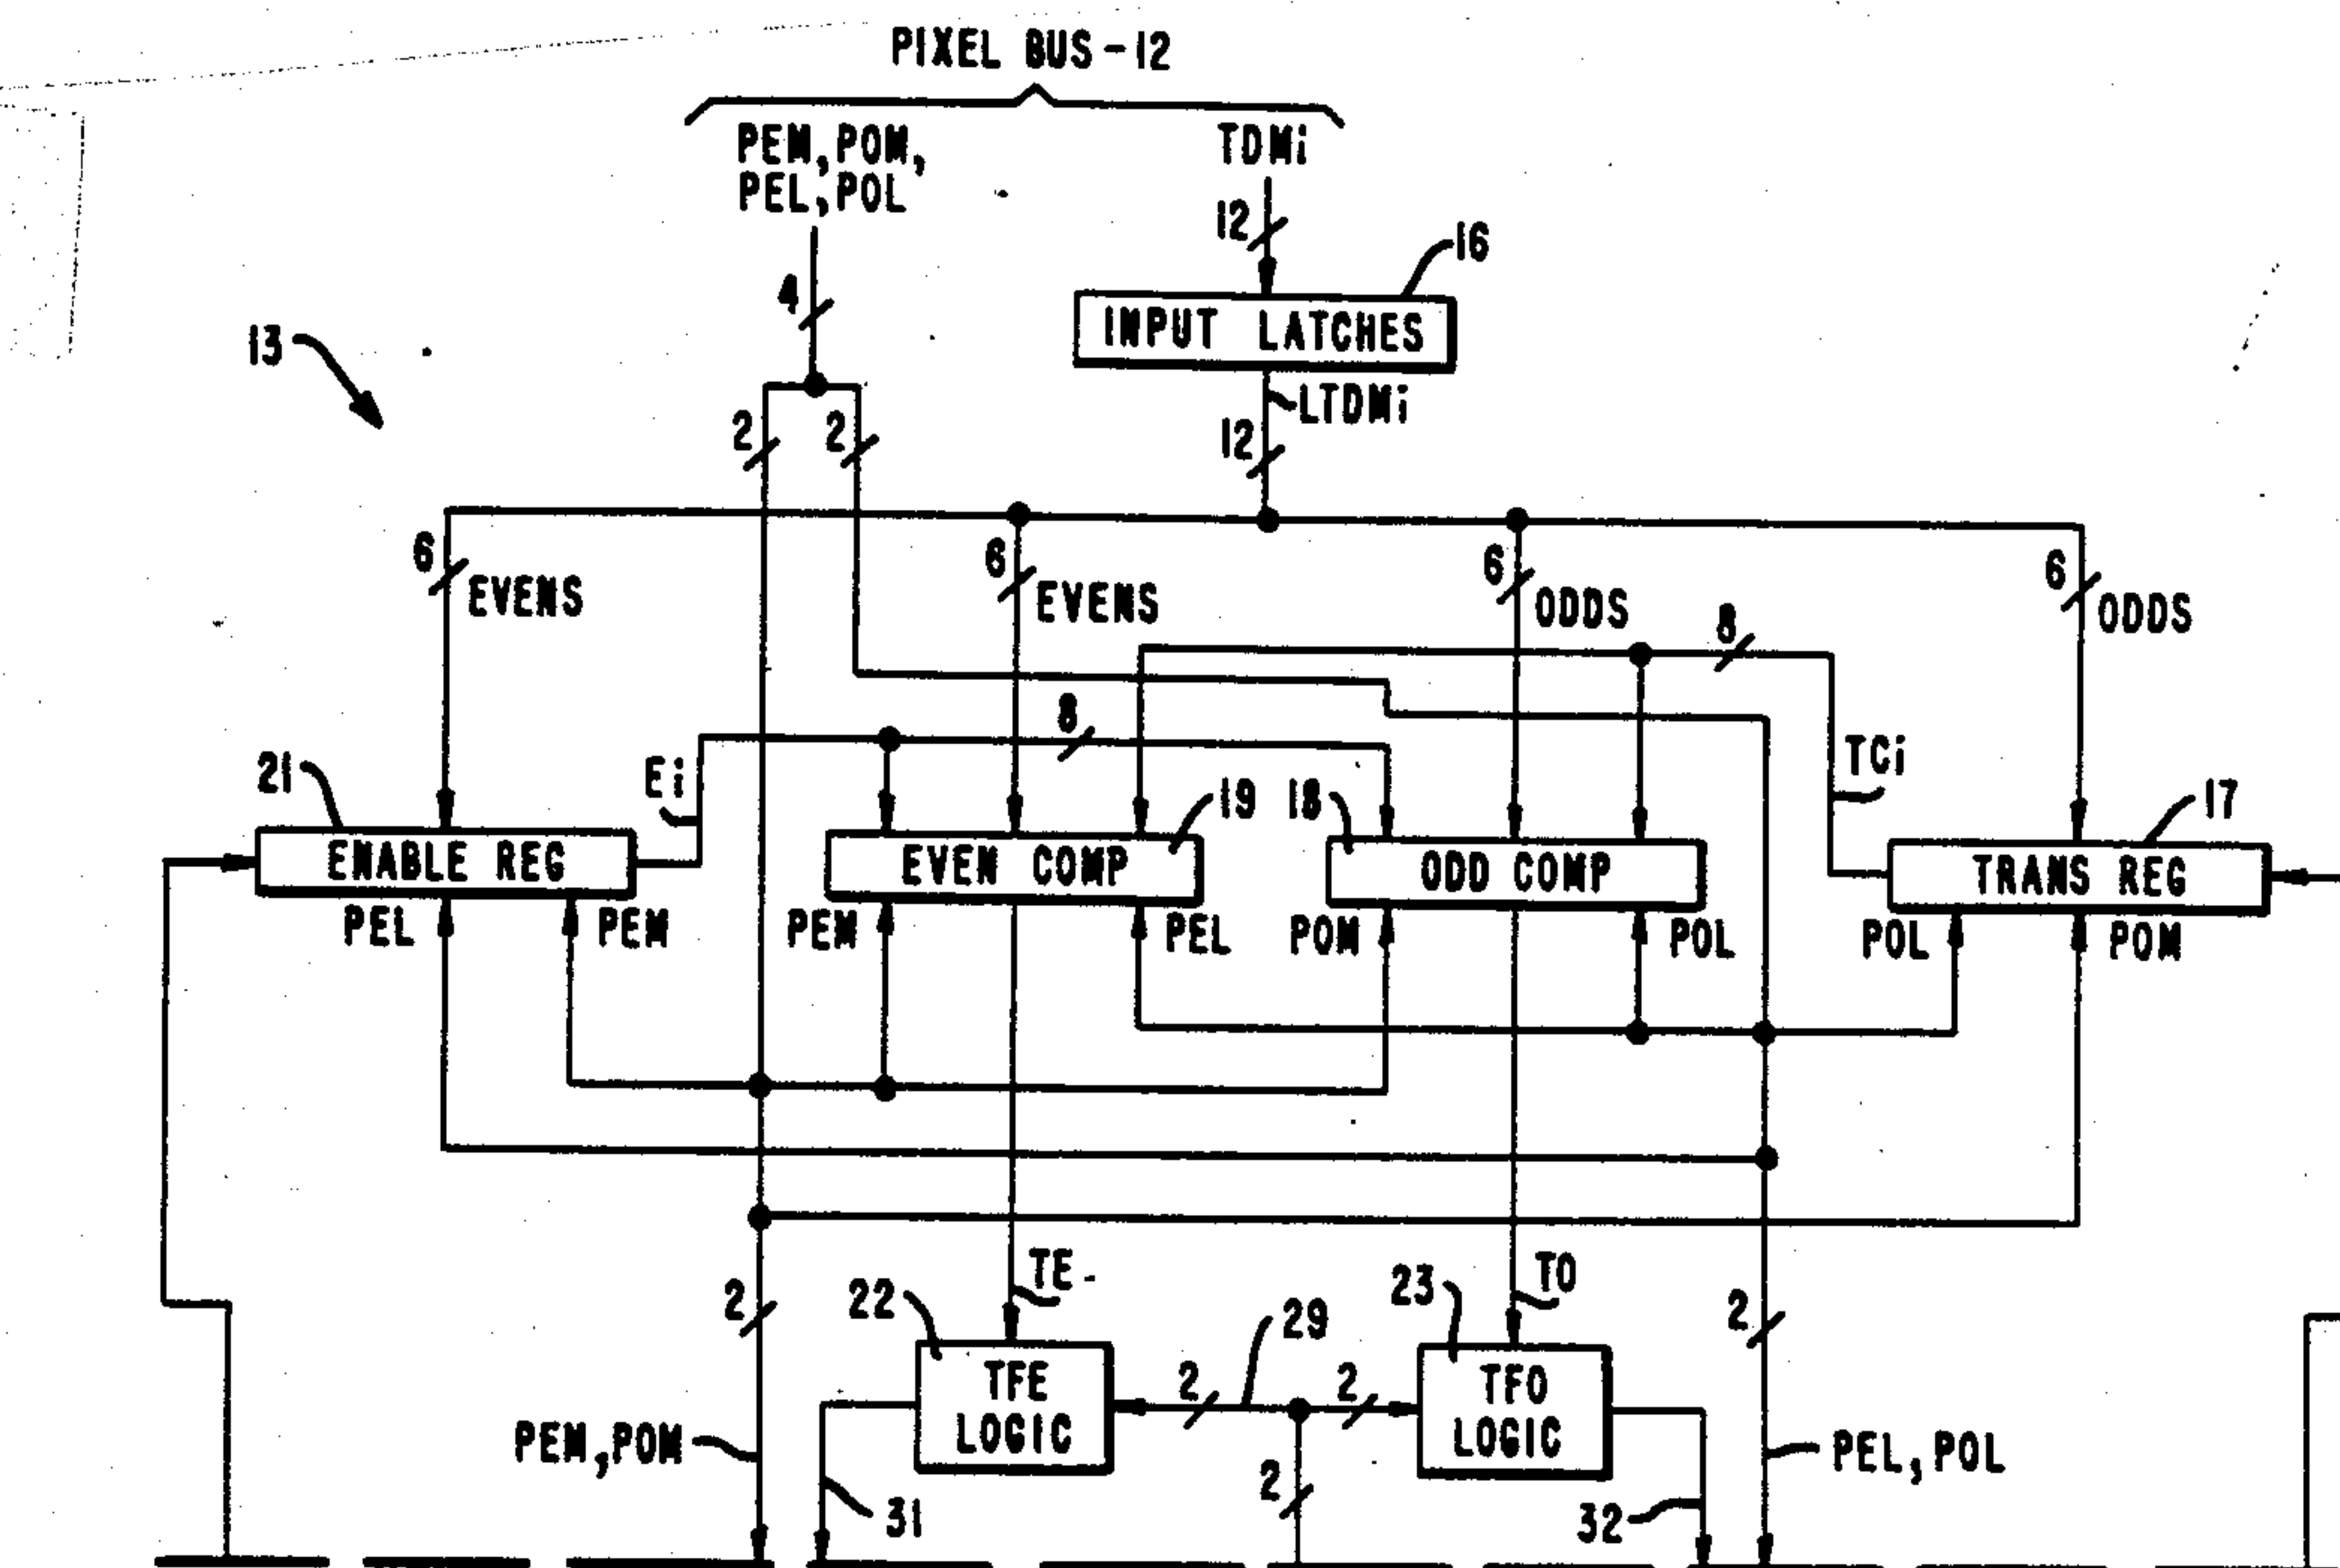 PIXEL BUS-12
PEM,POM,
PEL,POL
TDMi
12
16
4
INPUT LATCHES
13
LTDMi
2
2
12
6
EVENS
6
EVENS
6
ODDS
6
ODDS
8
8
Ei
TCi
21
19
18
17
ENABLE REG
EVEN COMP
ODD COMP
TRANS REG
PEL
PEM
PEM
PEL
POM
POL
POL
POM
TE
TO
2
22
29
23
2
TFE
LOGIC
2
2
TFO
LOGIC
PEM,POM
2
PEL,POL
31
32